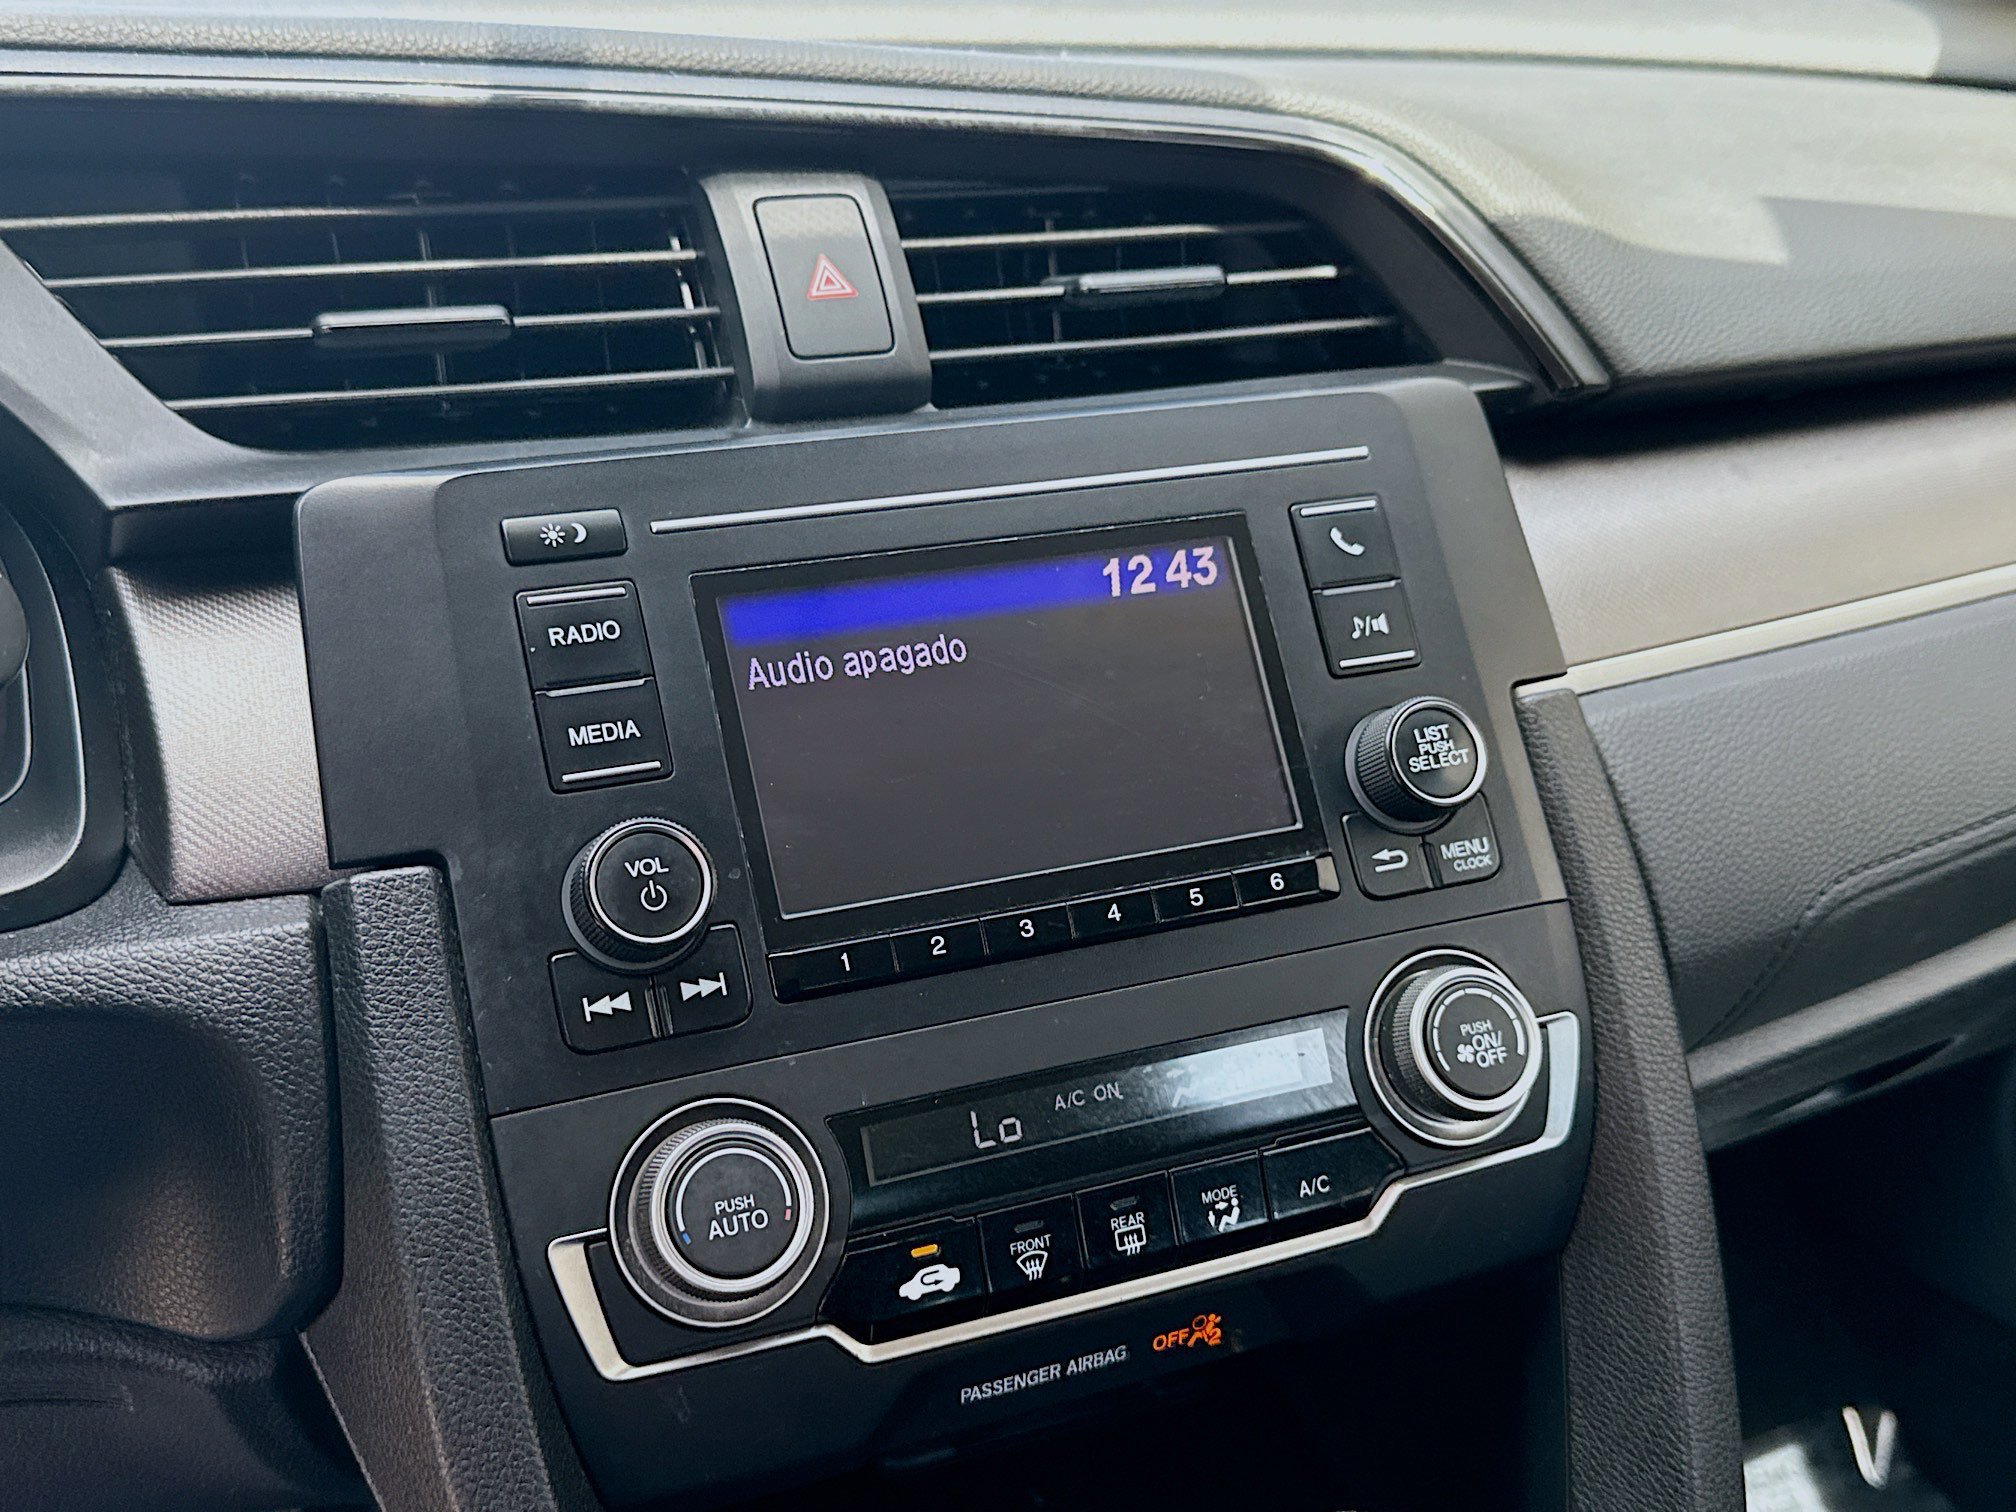 12 43
Audio apagado
RADIO
MEDIA
VOL
LIST
PUSH
SELECT
MENU
CLOCK
1 2 3 4 5 6
Lo
A/C ON
PUSH
ON/
OFF
PUSH
AUTO
FRONT
REAR
MODE
A/C
PASSENGER AIRBAG
OFF 2